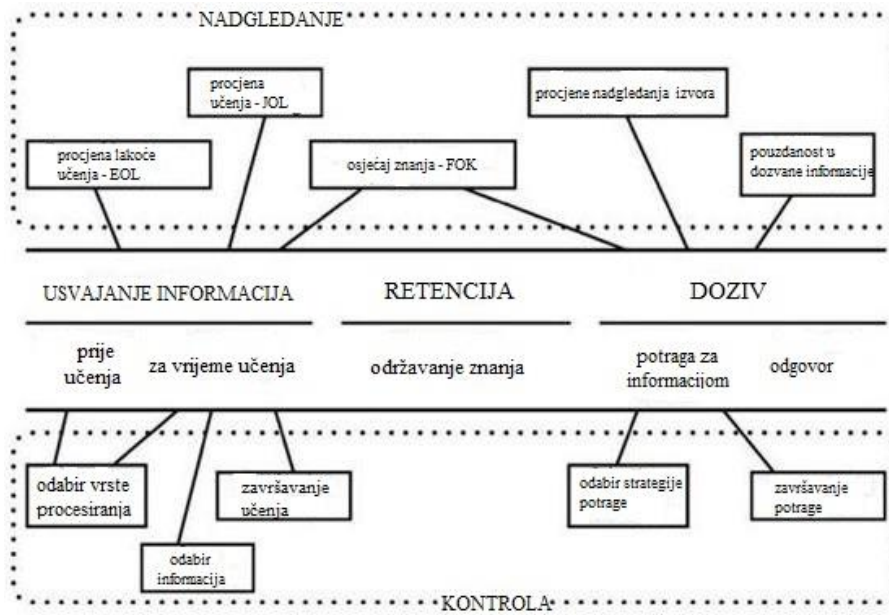 NADGLEDANJE
procjena
učenja - JOL
procjene nadgledanja izvora
procjena lakoće
učenja - EOL
osjećaj znanja - FOK
pouzdanost u
dozvane informacije
USVAJANJE INFORMACIJA
RETENCIJA
DOZIV
prije
učenja
za vrijeme učenja
održavanje znanja
potraga za
informacijom
odgovor
odabir vrste
procesiranja
završavanje
učenja
odabir strategije
potrage
završavanje
potrage
odabir
informacija
KONTROLA